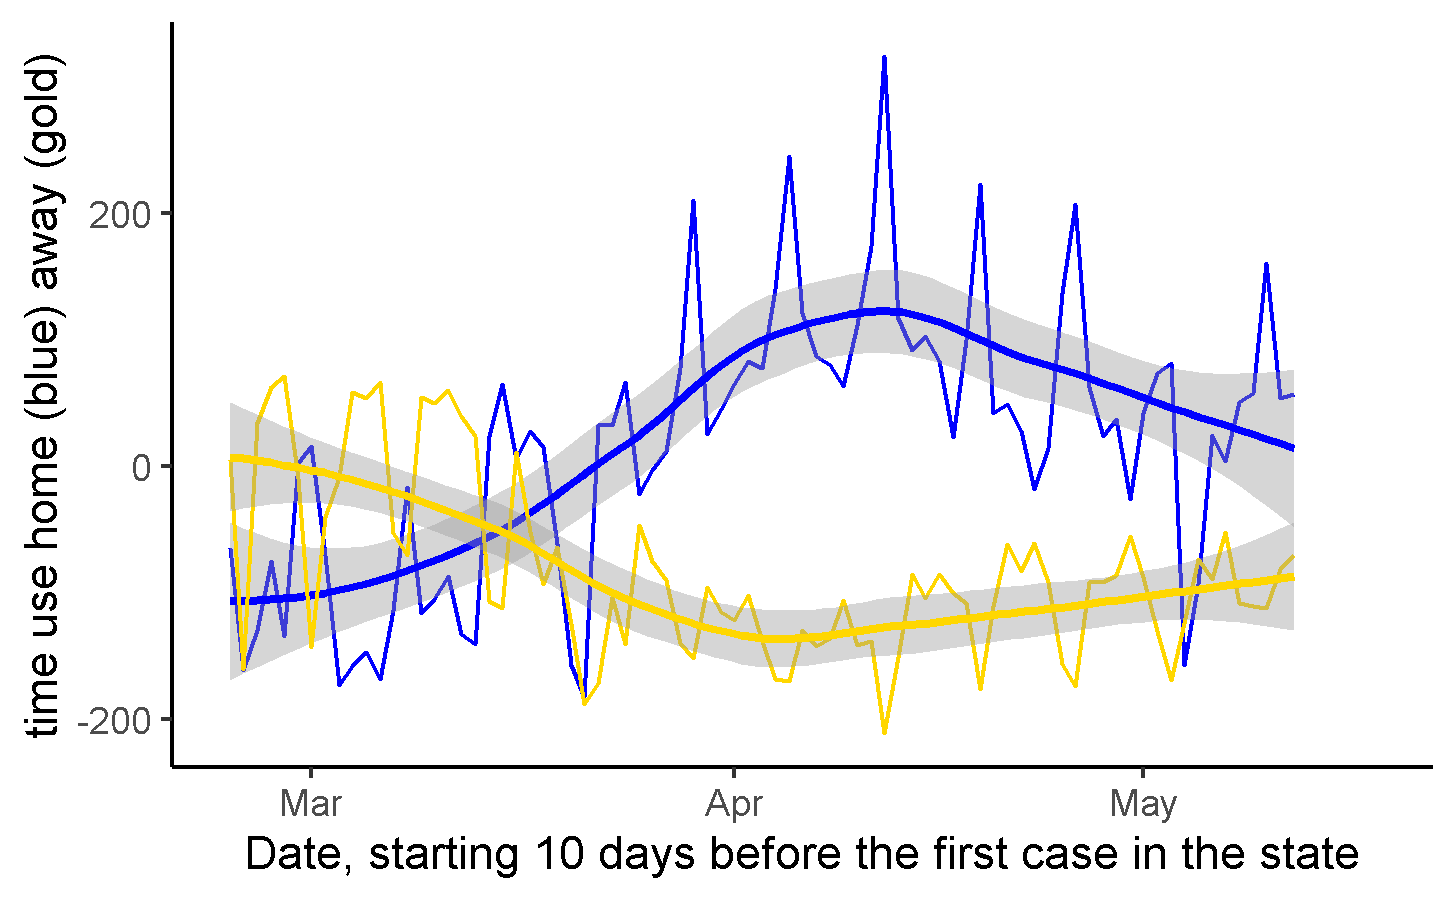 time use home (blue) away (gold)
200
0
-200
Mar
Apr
May
Date, starting 10 days before the first case in the state